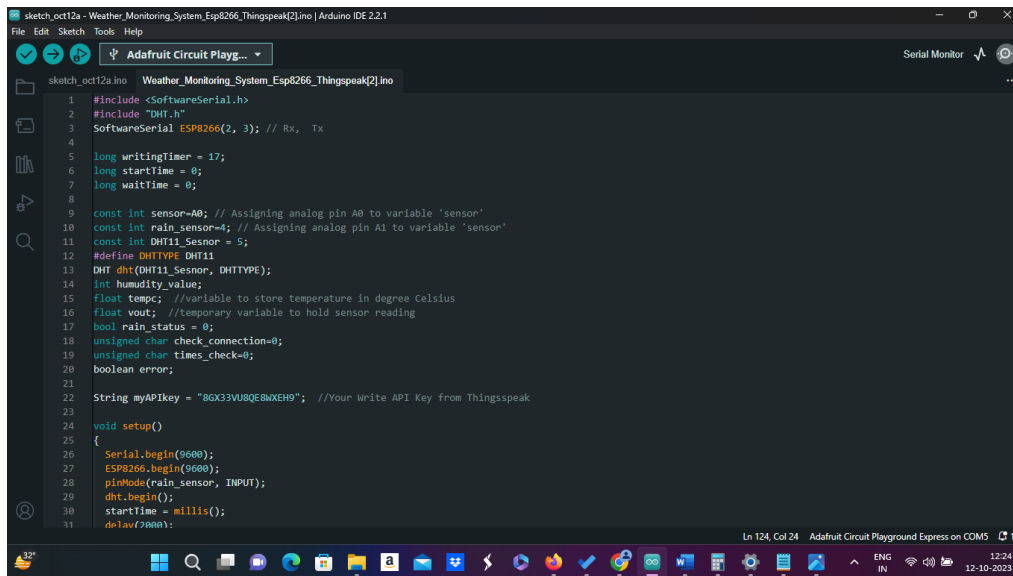 sketch_oct12a - Weather_Monitoring_System_Esp8266_Thingspeak[2].ino | Arduino IDE 2.2.1
File Edit Sketch Tools Help
Adafruit Circuit Playg...
Serial Monitor
sketch_oct12a.ino Weather_Monitoring_System_Esp8266_Thingspeak[2].ino
1 #include <SoftwareSerial.h>
2 #include "DHT.h"
3 SoftwareSerial ESP8266(2, 3); // Rx, Tx
4
5 long writingTimer = 17;
6 long startTime = 0;
7 long waitTime = 0;
8
9 const int sensor=A0; // Assigning analog pin A0 to variable 'sensor'
10 const int rain_sensor=4; // Assigning analog pin A1 to variable 'sensor'
11 const int DHT11_Sesnor = 5;
12 #define DHTTYPE DHT11
13 DHT dht(DHT11_Sesnor, DHTTYPE);
14 int humudity_value;
15 float tempc; //variable to store temperature in degree Celsius
16 float vout; //temporary variable to hold sensor reading
17 bool rain_status = 0;
18 unsigned char check_connection=0;
19 unsigned char times_check=0;
20 boolean error;
21
22 String myAPIkey = "8GX33VU8QE8WXEH9"; //Your Write API Key from Thingsspeak
23
24 void setup()
25 {
26 Serial.begin(9600);
27 ESP8266.begin(9600);
28 pinMode(rain_sensor, INPUT);
29 dht.begin();
30 startTime = millis();
31 delay(2000);
Ln 124, Col 24 Adafruit Circuit Playground Express on COM5 1
32° ENG 12:24
IN 12-10-2023